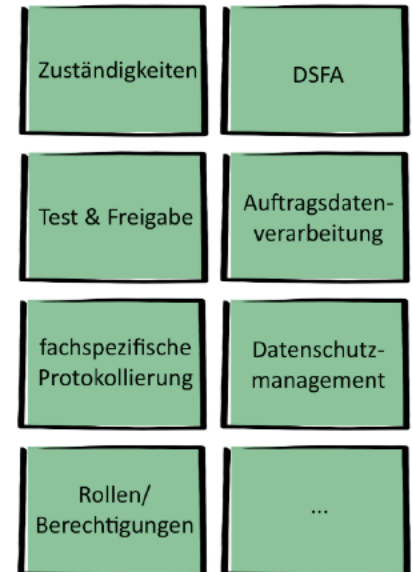 Zuständigkeiten
DSFA
Test & Freigabe
Auftragsdaten-
verarbeitung
fachspezifische
Protokollierung
Datenschutz-
management
Rollen/
Berechtigungen
...